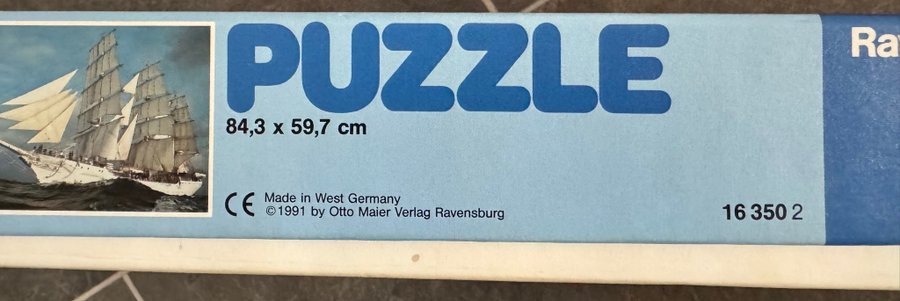 PUZZLE
84,3 x 59,7 cm
CE Made in West Germany
©1991 by Otto Maier Verlag Ravensburg
16 350 2
Ra